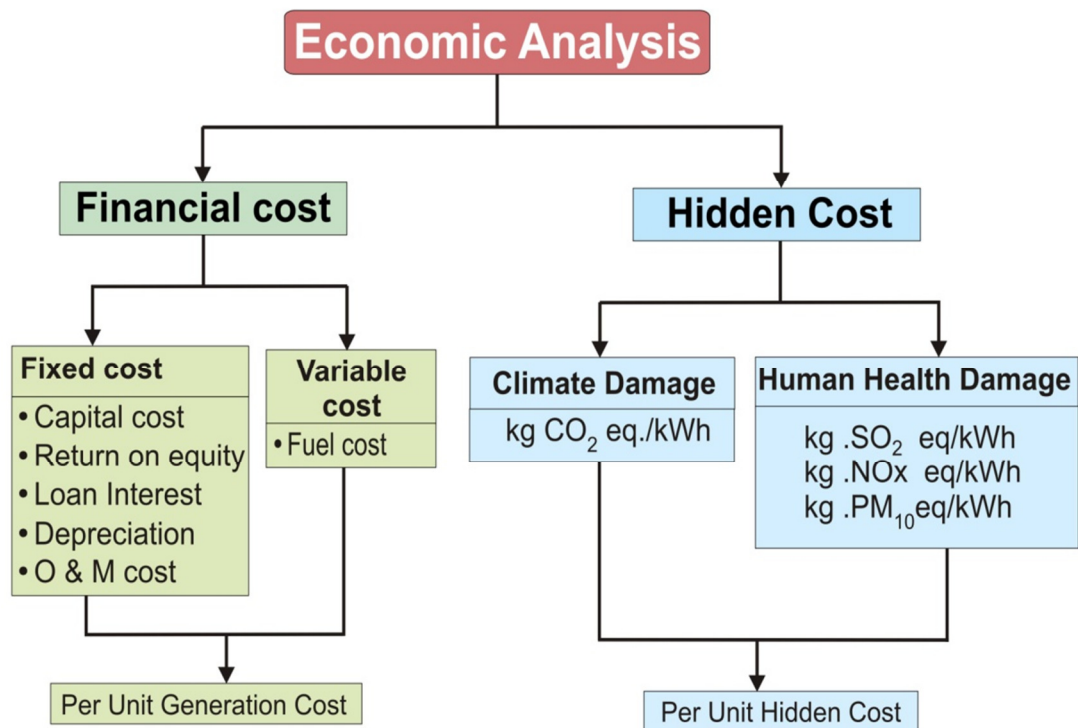 Economic Analysis
Financial cost
Hidden Cost
Fixed cost
• Capital cost
• Return on equity
• Loan Interest
• Depreciation
• O & M cost
Variable
cost
• Fuel cost
Climate Damage
kg CO₂ eq./kWh
Human Health Damage
kg .SO₂ eq/kWh
kg .NOx eq/kWh
kg .PM₁₀eq/kWh
Per Unit Generation Cost
Per Unit Hidden Cost